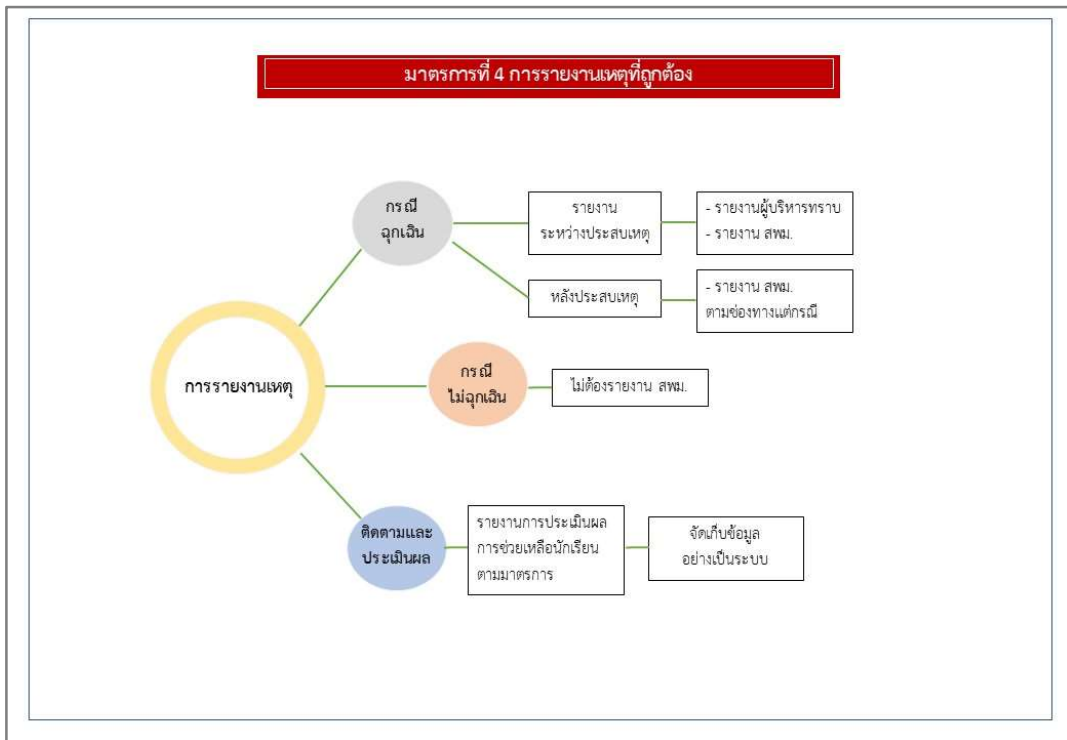 มาตรการที่ 4 การรายงานเหตุที่ถูกต้อง
กรณี
ฉุกเฉิน
รายงาน
ระหว่างประสบเหตุ
- รายงานผู้บริหารทราบ
- รายงาน สพม.
หลังประสบเหตุ
- รายงาน สพม.
ตามช่องทางแต่กรณี
การรายงานเหตุ
กรณี
ไม่ฉุกเฉิน
ไม่ต้องรายงาน สพม.
ติดตามและ
ประเมินผล
รายงานการประเมินผล
การช่วยเหลือนักเรียน
ตามมาตรการ
จัดเก็บข้อมูล
อย่างเป็นระบบ